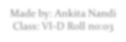 Made by: Ankita Nandi
Class: VI-D Roll no:03